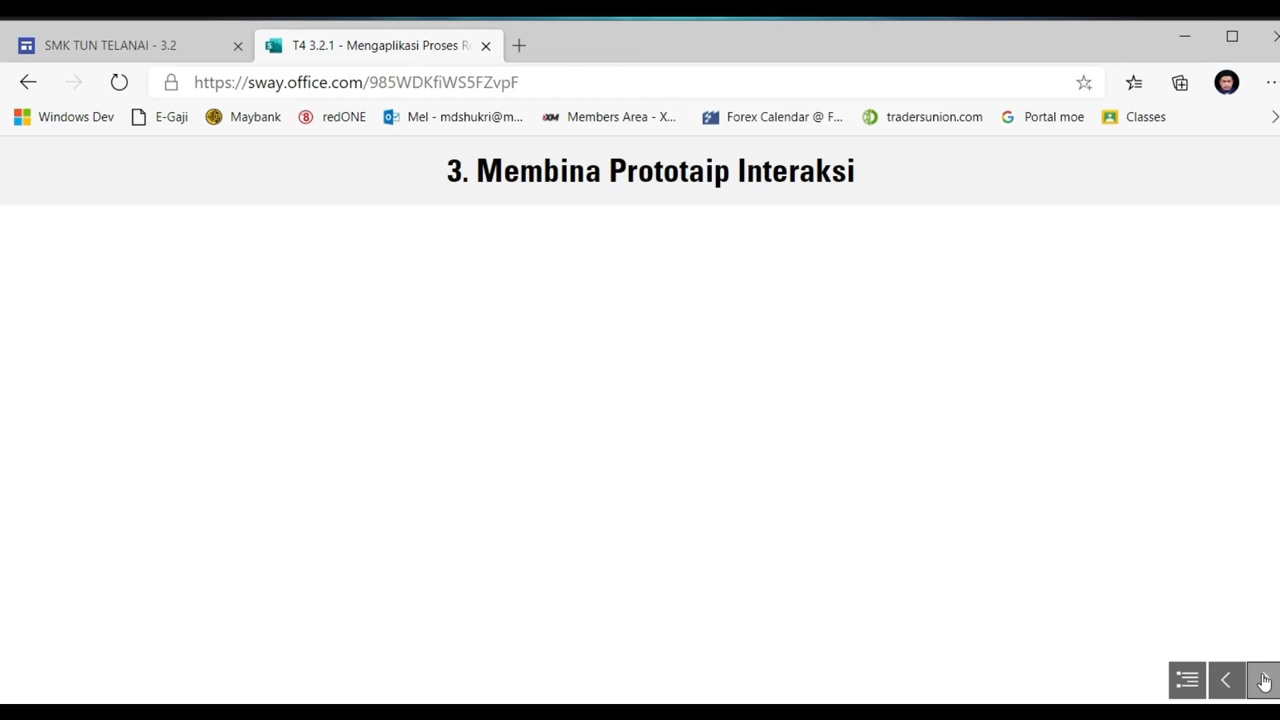 SMK TUN TELANAI - 3.2
T4 3.2.1 - Mengaplikasi Proses R
https://sway.office.com/985WDKfiWS5FZvpF
Windows Dev
E-Gaji
Maybank
redONE
Mel - mdshukri@m...
Members Area - X...
Forex Calendar @ F...
tradersunion.com
Portal moe
Classes
3. Membina Prototaip Interaksi